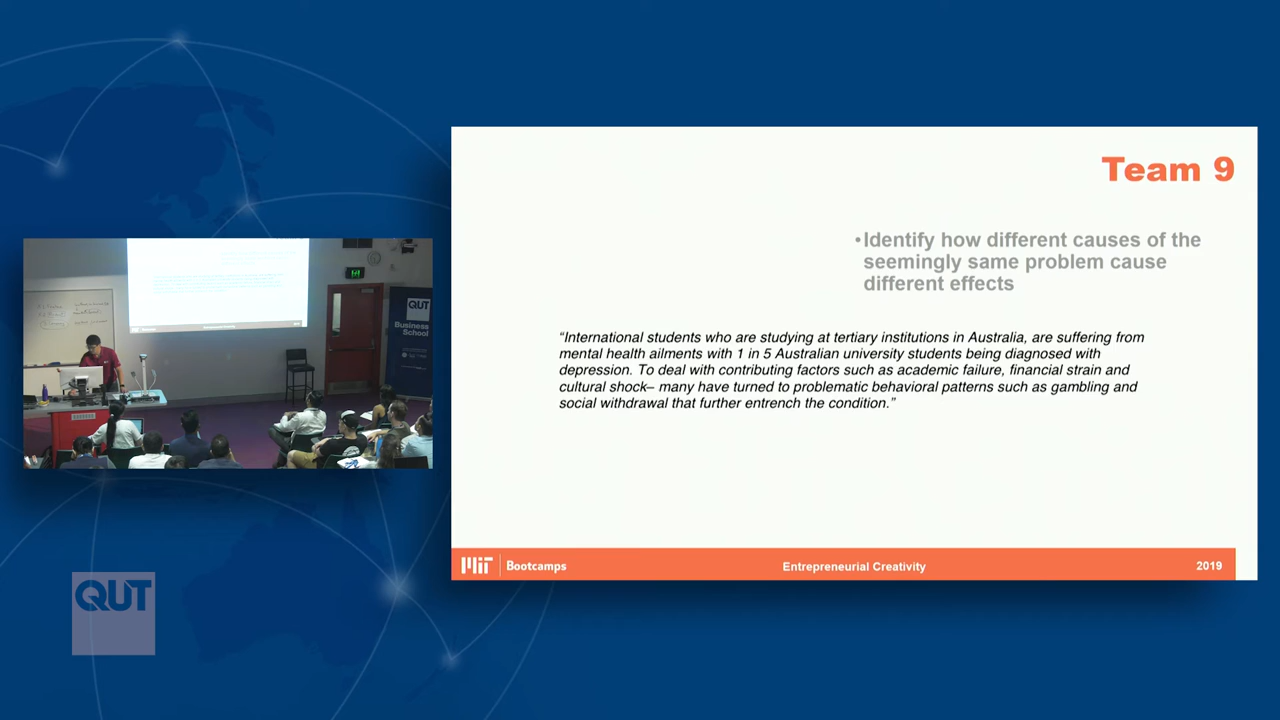 Team 9
•Identify how different causes of the
seemingly same problem cause
different effects
“International students who are studying at tertiary institutions in Australia, are suffering from
mental health ailments with 1 in 5 Australian university students being diagnosed with
depression. To deal with contributing factors such as academic failure, financial strain and
cultural shock– many have turned to problematic behavioral patterns such as gambling and
social withdrawal that further entrench the condition.”
MIT
Bootcamps
Entrepreneurial Creativity
2019
QUT
Business
School
QUT